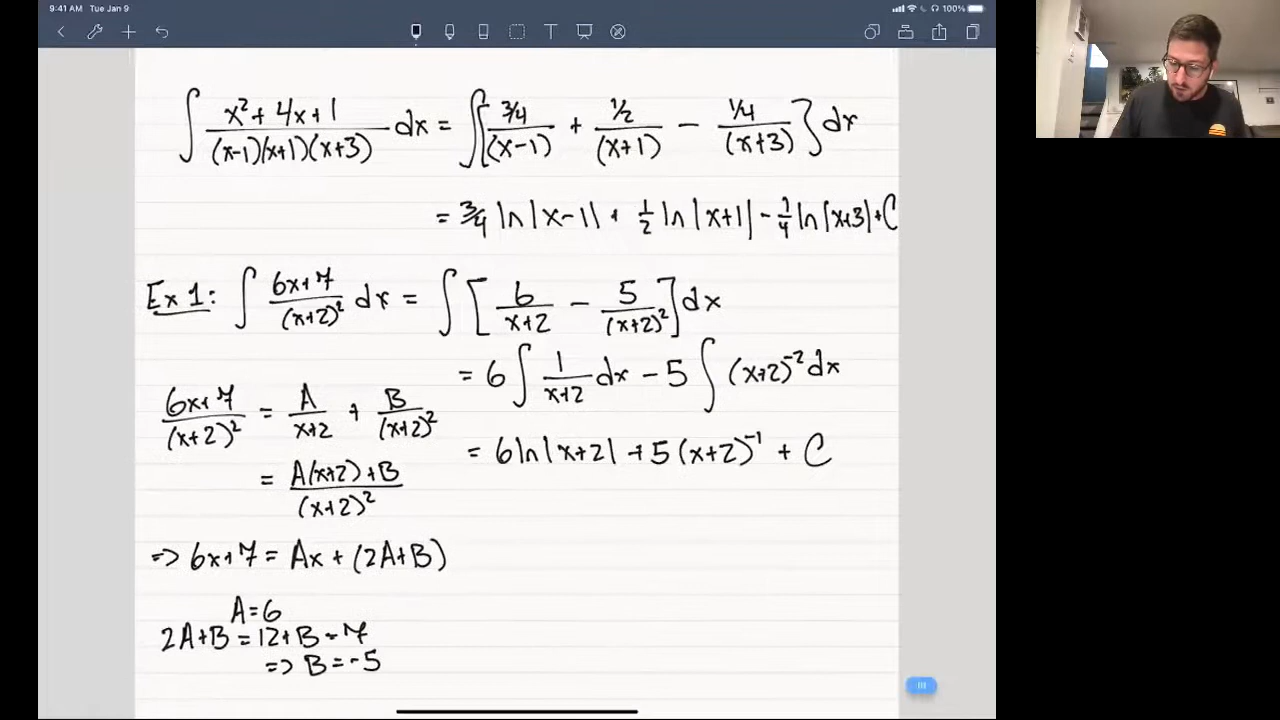 9:41 AM Tue Jan 9 100%
∫ x²+4x+1 / (x-1)(x+1)(x+3) dx = ∫[ 3/4 / (x-1) + 1/2 / (x+1) - 1/4 / (x+3) ] dx
= 3/4 ln|x-1| + 1/2 ln|x+1| - 1/4 ln|x+3| + C
Ex 1: ∫ 6x+7 / (x+2)² dx = ∫ [ 6 / x+2 - 5 / (x+2)² ] dx
= 6 ∫ 1 / x+2 dx - 5 ∫ (x+2)⁻² dx
6x+7 / (x+2)² = A / x+2 + B / (x+2)²
= 6 ln|x+2| + 5(x+2)⁻¹ + C
= A(x+2)+B / (x+2)²
=> 6x+7 = Ax + (2A+B)
A=6
2A+B = 12+B = 7
=> B = -5